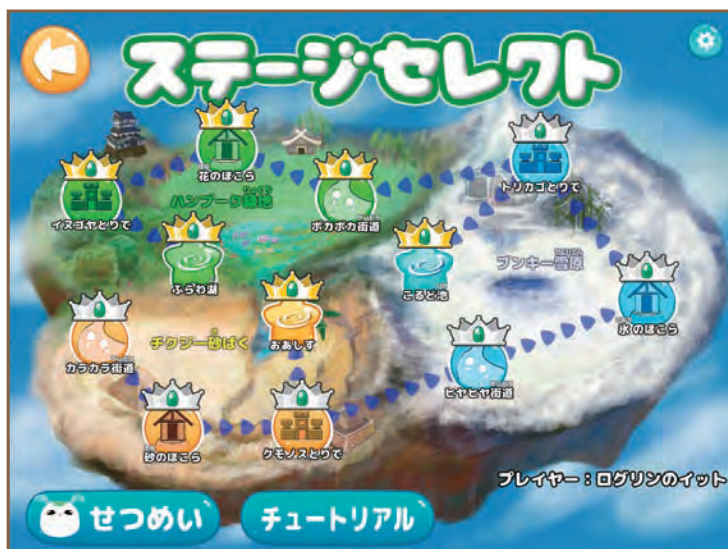 ステージセレクト
花のほこら
トリカゴとりで
イヌゴヤとりで
ハンブーグ緑地
ポカポカ街道
ふらわ湖
こるど池
ブンキー雪原
おあしす
氷のほこら
チクジー砂ばく
カラカラ街道
ヒヤヒヤ街道
砂のほこら
クモノスとりで
プレイヤー：ログリンのイット
せつめい
チュートリアル